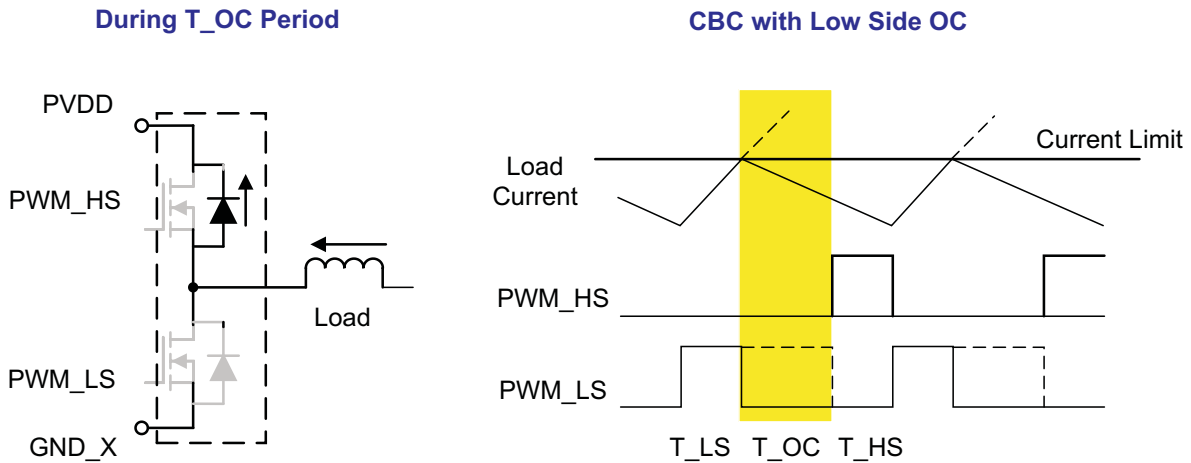 During T_OC Period
PVDD
PWM_HS
Load
PWM_LS
GND_X
CBC with Low Side OC
Load
Current
Current Limit
PWM_HS
PWM_LS
T_LS T_OC T_HS